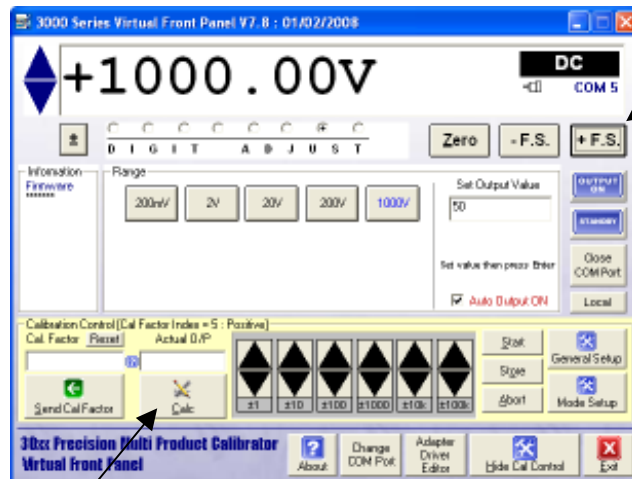 3000 Series Virtual Front Panel V7.8 : 01/02/2008
+1000.00V
DC
COM 5
±
DIGIT ADJUST
Zero
- F.S.
+ F.S.
Information
Firmware
Range
200mV
2V
20V
200V
1000V
Set Output Value
50
Set value then press Enter
Auto Output ON
OUTPUT ON
STANDBY
Close COM Port
Local
Calibration Control (Cal Factor Index = 5 : Positive)
Cal. Factor
Reset
Actual O/P
Send Cal Factor
Calc
±1
±10
±100
±1000
±10k
±100k
Start
Store
Abort
General Setup
Mode Setup
30xx Precision Multi Product Calibrator
Virtual Front Panel
About
Change COM Port
Adapter Driver Editor
Hide Cal Control
Exit